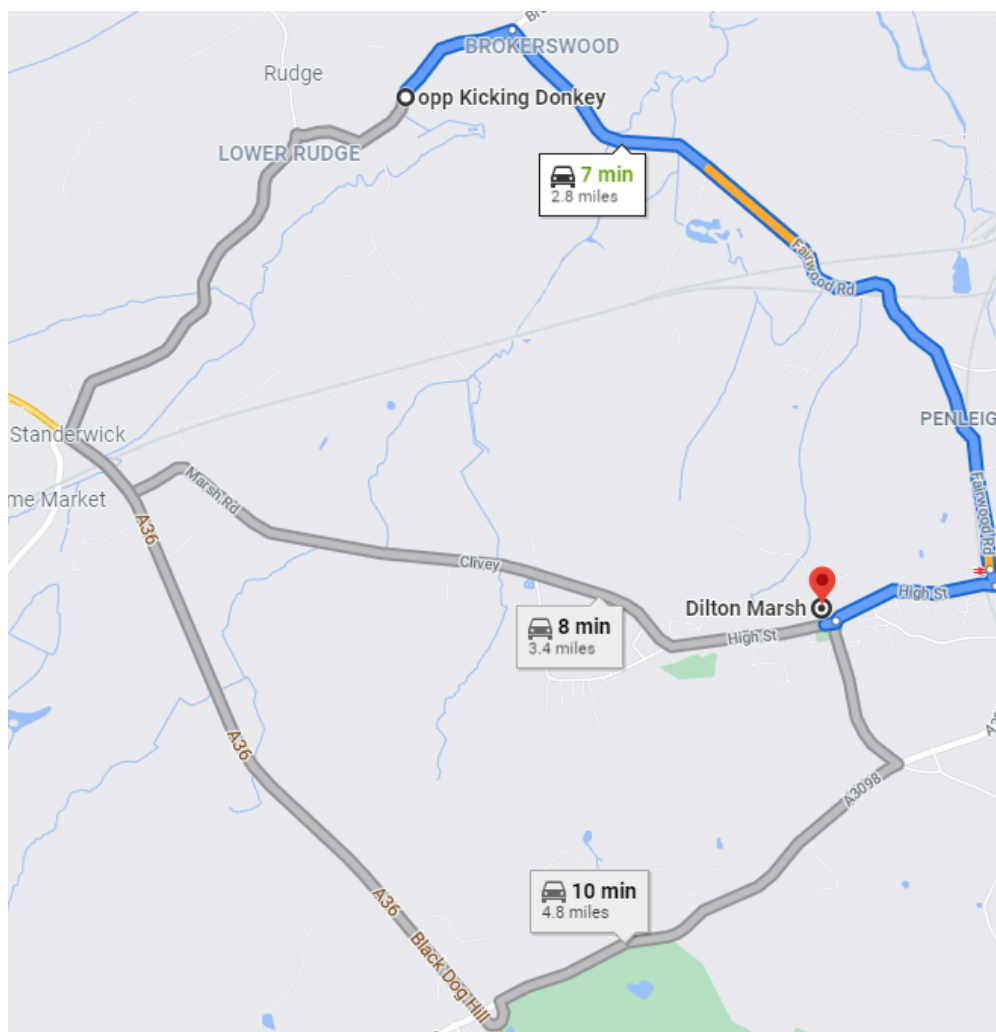 Bro
BROKERSWOOD
Rudge
opp Kicking Donkey
LOWER RUDGE
7 min
2.8 miles
Fairwood Rd
PENLEIG
Standerwick
Marsh Rd
me Market
Fairwood Rd
A36
Clivey
High St
Dilton Marsh
8 min
3.4 miles
High St
A36
A3098
10 min
4.8 miles
A36
Black Dog Hill